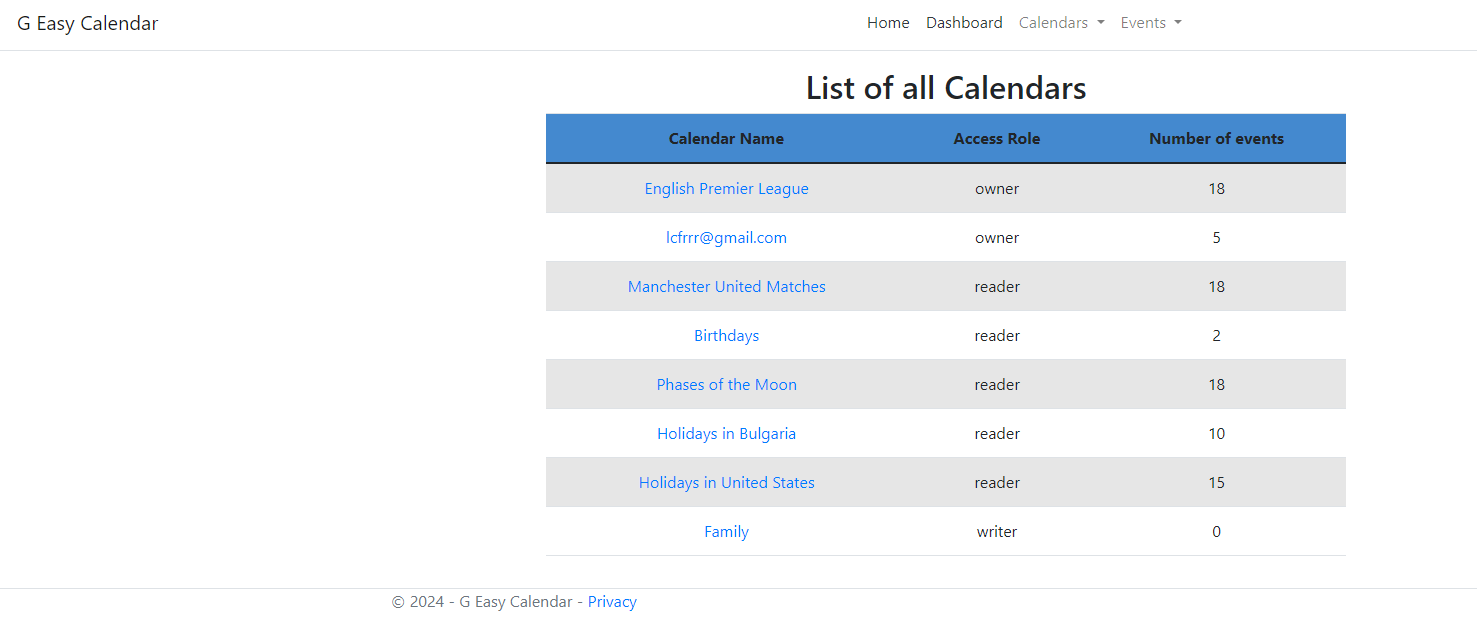 G Easy Calendar Home Dashboard Calendars Events
List of all Calendars
Calendar Name Access Role Number of events
English Premier League owner 18
lcfrrr@gmail.com owner 5
Manchester United Matches reader 18
Birthdays reader 2
Phases of the Moon reader 18
Holidays in Bulgaria reader 10
Holidays in United States reader 15
Family writer 0
© 2024 - G Easy Calendar - Privacy